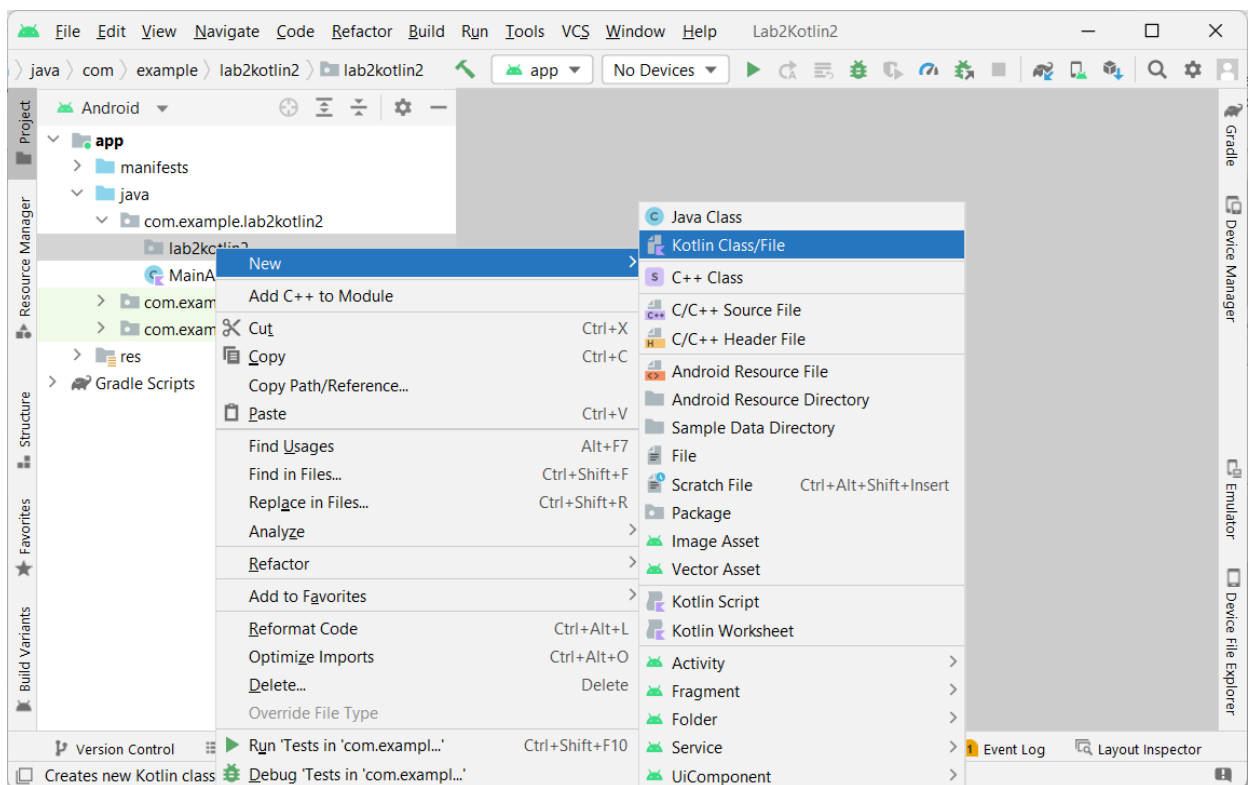 File Edit View Navigate Code Refactor Build Run Tools VCS Window Help Lab2Kotlin2
java com example lab2kotlin2 lab2kotlin2 app No Devices
Project
Resource Manager
Structure
Favorites
Build Variants
Android
app
manifests
java
com.example.lab2kotlin2
lab2kotlin2
MainA
com.exam
com.exam
res
Gradle Scripts
New
Add C++ to Module
Cut Ctrl+X
Copy Ctrl+C
Copy Path/Reference...
Paste Ctrl+V
Find Usages Alt+F7
Find in Files... Ctrl+Shift+F
Replace in Files... Ctrl+Shift+R
Analyze
Refactor
Add to Favorites
Reformat Code Ctrl+Alt+L
Optimize Imports Ctrl+Alt+O
Delete... Delete
Override File Type
Run 'Tests in 'com.exampl...' Ctrl+Shift+F10
Debug 'Tests in 'com.exampl...'
Java Class
Kotlin Class/File
C++ Class
C/C++ Source File
C/C++ Header File
Android Resource File
Android Resource Directory
Sample Data Directory
File
Scratch File Ctrl+Alt+Shift+Insert
Package
Image Asset
Vector Asset
Kotlin Script
Kotlin Worksheet
Activity
Fragment
Folder
Service
UiComponent
Gradle
Device Manager
Emulator
Device File Explorer
Version Control
1 Event Log Layout Inspector
Creates new Kotlin class